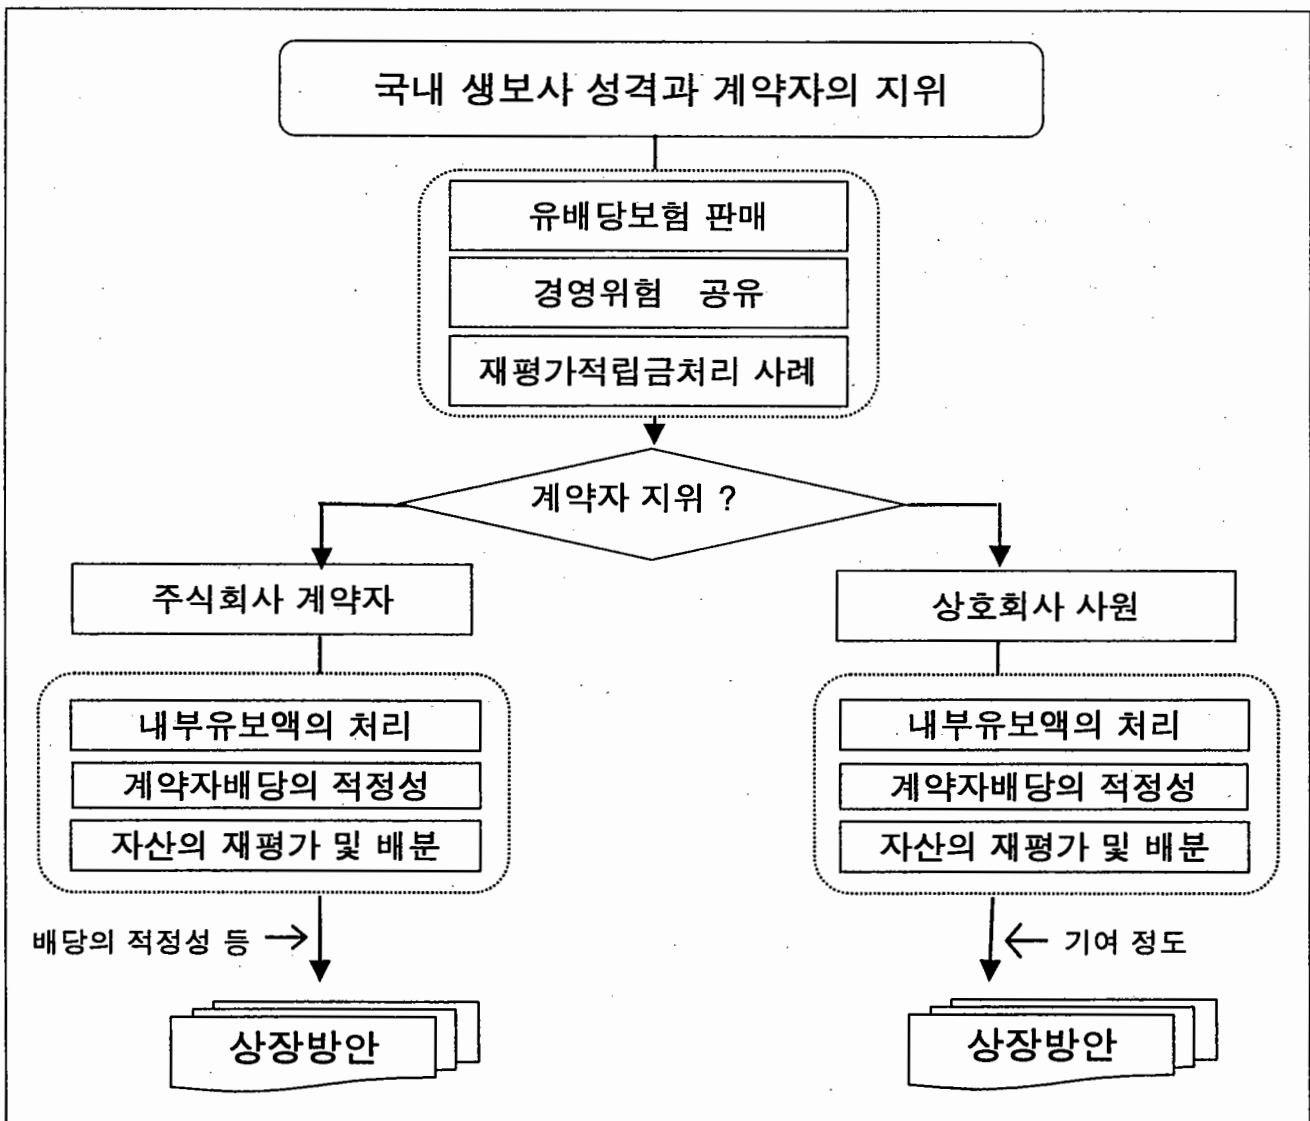 국내 생보사 성격과 계약자의 지위
유배당보험 판매
경영위험 공유
재평가적립금처리 사례
계약자 지위 ?
주식회사 계약자
상호회사 사원
내부유보액의 처리
계약자배당의 적정성
자산의 재평가 및 배분
내부유보액의 처리
계약자배당의 적정성
자산의 재평가 및 배분
배당의 적정성 등
기여 정도
상장방안
상장방안